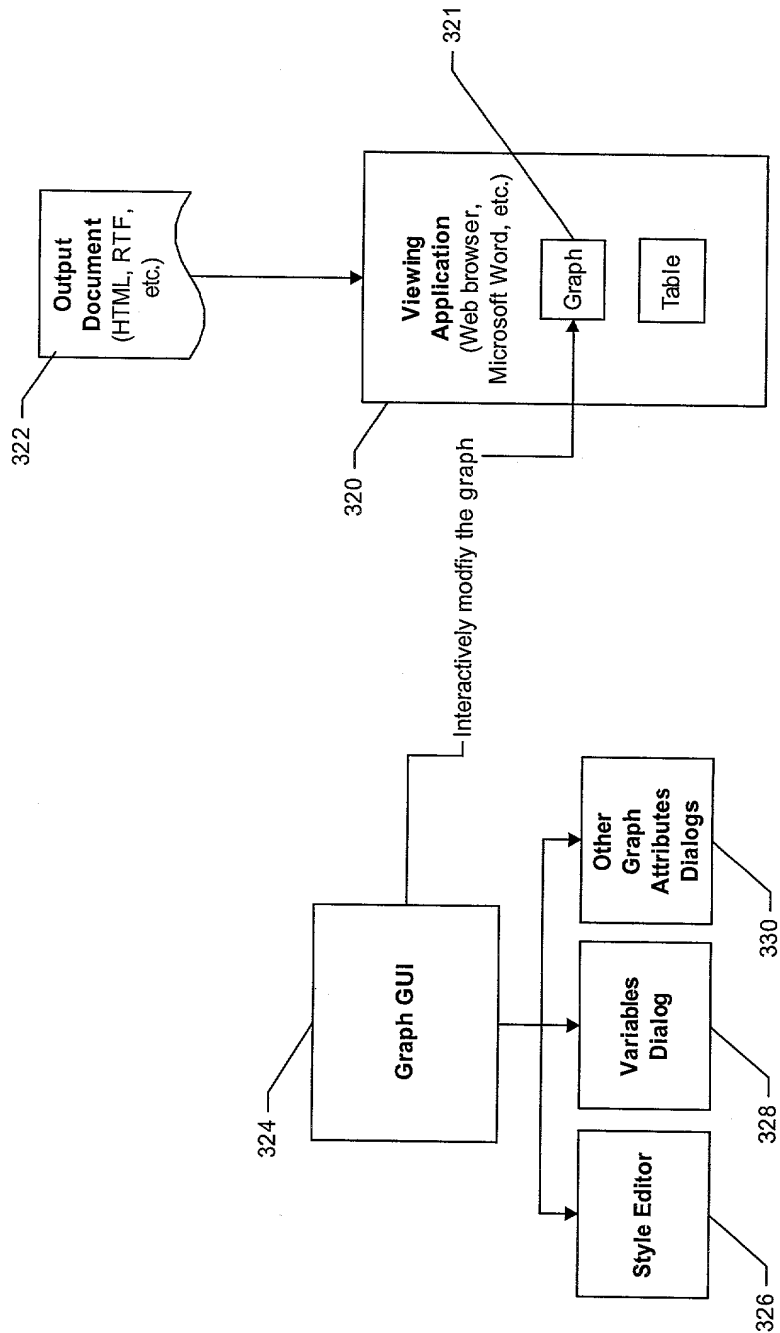 322
Output
Document
(HTML, RTF,
etc.)
320
Viewing
Application
(Web browser,
Microsoft Word, etc.)
321
Graph
Table
Interactively modfiy the graph
324
Graph GUI
Style Editor
326
Variables
Dialog
328
Other
Graph
Attributes
Dialogs
330